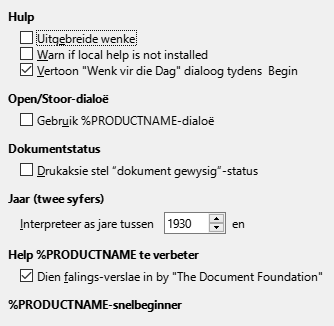 Hulp
Uitgebreide wenke
Warn if local help is not installed
Vertoon "Wenk vir die Dag" dialoog tydens  Begin
Open/Stoor-dialoë
Gebruik %PRODUCTNAME-dialoë
Dokumentstatus
Drukaksie stel “dokument gewysig”-status
Jaar (twee syfers)
Interpreteer as jare tussen 1930 en
Help %PRODUCTNAME te verbeter
Dien falings-verslae in by "The Document Foundation"
%PRODUCTNAME-snelbeginner